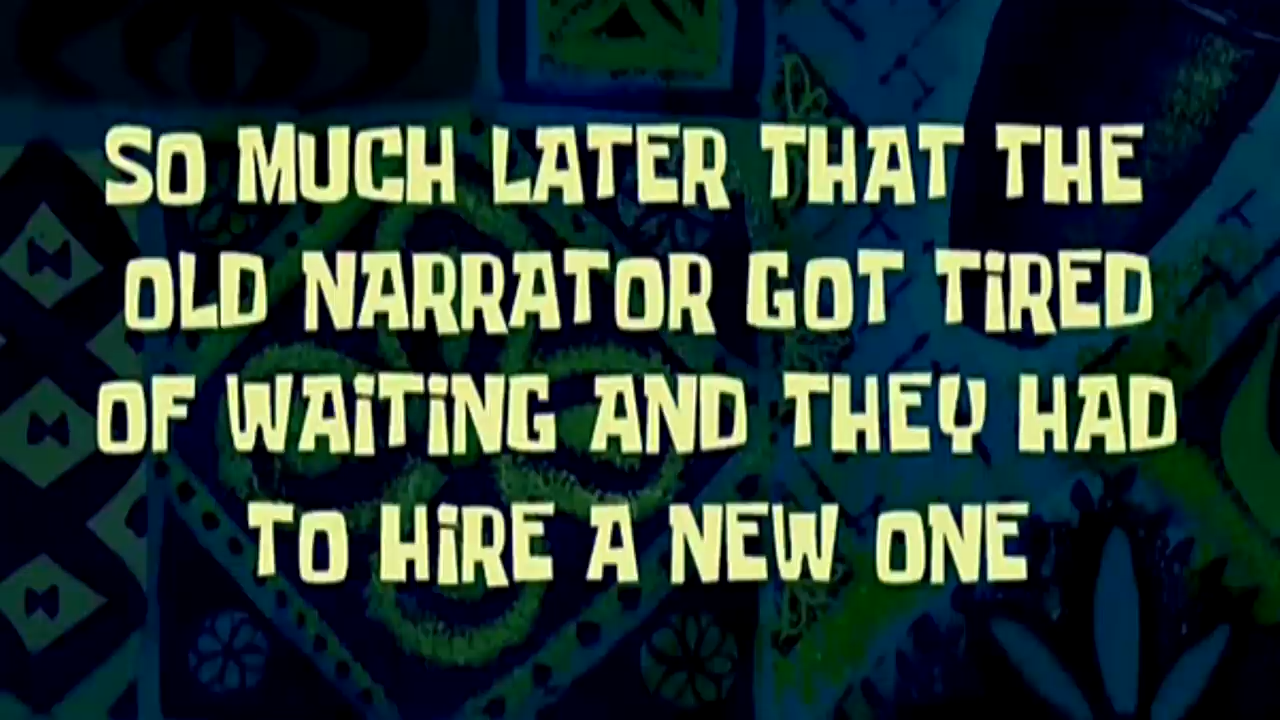 SO MUCH LATER THAT THE
OLD NARRATOR GOT TIRED
OF WAITING AND THEY HAD
TO HIRE A NEW ONE